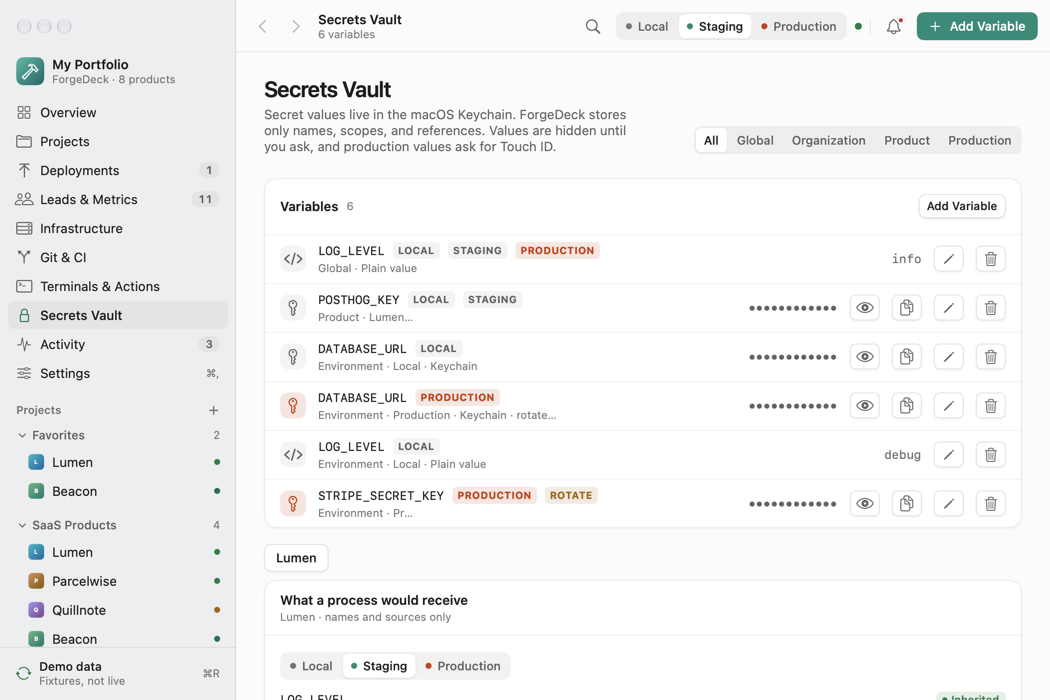 Secrets Vault
6 variables
Local
Staging
Production
Add Variable
My Portfolio
ForgeDeck · 8 products
Overview
Projects
Deployments 1
Leads & Metrics 11
Infrastructure
Git & CI
Terminals & Actions
Secrets Vault
Activity 3
Settings ⌘,
Projects
Favorites 2
L Lumen
B Beacon
SaaS Products 4
L Lumen
P Parcelwise
Q Quillnote
B Beacon
Demo data
Fixtures, not live
⌘R
Secrets Vault
Secret values live in the macOS Keychain. ForgeDeck stores
only names, scopes, and references. Values are hidden until
you ask, and production values ask for Touch ID.
All Global Organization Product Production
Variables 6
Add Variable
LOG_LEVEL LOCAL STAGING PRODUCTION
Global · Plain value
info
POSTHOG_KEY LOCAL STAGING
Product · Lumen…
••••••••••••
DATABASE_URL LOCAL
Environment · Local · Keychain
••••••••••••
DATABASE_URL PRODUCTION
Environment · Production · Keychain · rotate…
••••••••••••
LOG_LEVEL LOCAL
Environment · Local · Plain value
debug
STRIPE_SECRET_KEY PRODUCTION ROTATE
Environment · Pr…
••••••••••••
Lumen
What a process would receive
Lumen · names and sources only
Local Staging Production
LOG_LEVEL
Inherited